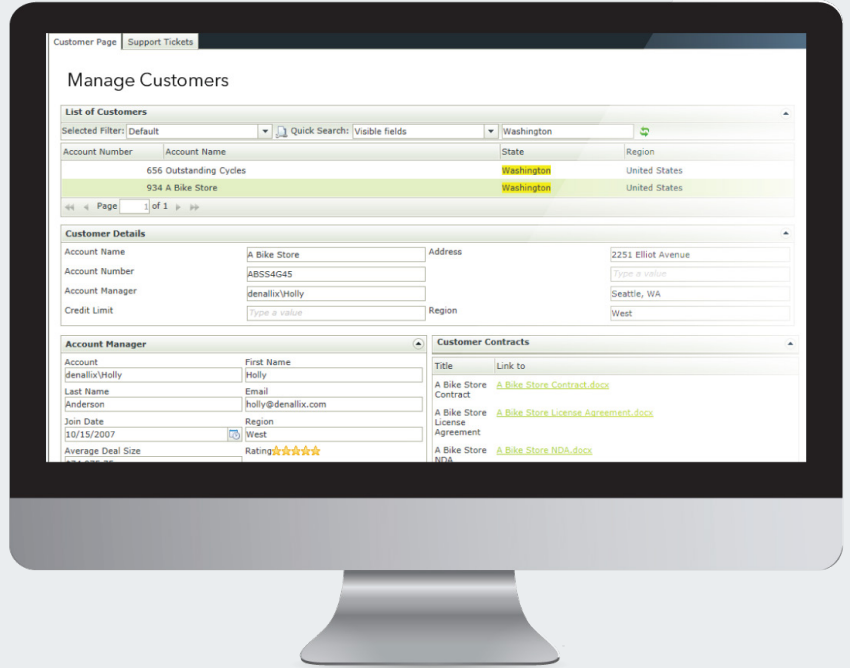 Customer Page Support Tickets
Manage Customers
List of Customers
Selected Filter: Default Quick Search: Visible fields Washington
Account Number Account Name State Region
656 Outstanding Cycles Washington United States
934 A Bike Store Washington United States
Page 1 of 1
Customer Details
Account Name A Bike Store Address 2251 Elliot Avenue
Account Number ABSS4G45 Type a value
Account Manager denallix\Holly Seattle, WA
Credit Limit Type a value Region West
Account Manager
Account First Name
denallix\Holly Holly
Last Name Email
Anderson holly@denallix.com
Join Date Region
10/15/2007 West
Average Deal Size Rating
Customer Contracts
Title Link to
A Bike Store A Bike Store Contract.docx
Contract
A Bike Store A Bike Store License Agreement.docx
License
Agreement
A Bike Store A Bike Store NDA.docx
NDA